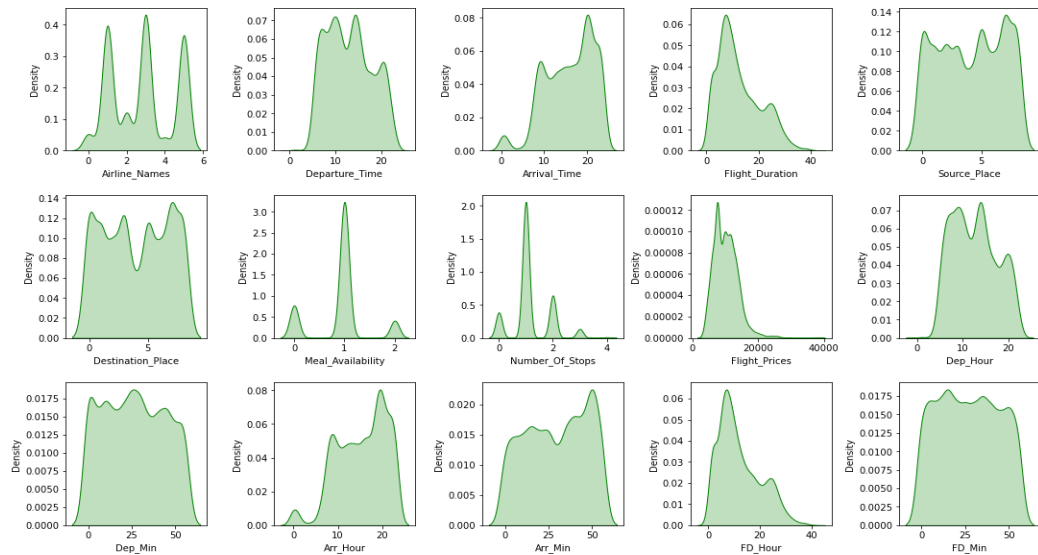 Density
0.4
0.3
0.2
0.1
0.0
0 2 4 6
Airline_Names
Density
0.07
0.06
0.05
0.04
0.03
0.02
0.01
0.00
0 10 20
Departure_Time
Density
0.08
0.06
0.04
0.02
0.00
0 10 20
Arrival_Time
Density
0.06
0.05
0.04
0.03
0.02
0.01
0.00
0 20 40
Flight_Duration
Density
0.14
0.12
0.10
0.08
0.06
0.04
0.02
0.00
0 5
Source_Place
Density
0.14
0.12
0.10
0.08
0.06
0.04
0.02
0.00
0 5
Destination_Place
Density
3.0
2.5
2.0
1.5
1.0
0.5
0.0
0 1 2
Meal_Availability
Density
2.0
1.5
1.0
0.5
0.0
0 2 4
Number_Of_Stops
Density
0.00012
0.00010
0.00008
0.00006
0.00004
0.00002
0.00000
0 20000 40000
Flight_Prices
Density
0.07
0.06
0.05
0.04
0.03
0.02
0.01
0.00
0 10 20
Dep_Hour
Density
0.0175
0.0150
0.0125
0.0100
0.0075
0.0050
0.0025
0.0000
0 25 50
Dep_Min
Density
0.08
0.06
0.04
0.02
0.00
0 10 20
Arr_Hour
Density
0.020
0.015
0.010
0.005
0.000
0 25 50
Arr_Min
Density
0.06
0.05
0.04
0.03
0.02
0.01
0.00
0 20 40
FD_Hour
Density
0.0175
0.0150
0.0125
0.0100
0.0075
0.0050
0.0025
0.0000
0 25 50
FD_Min